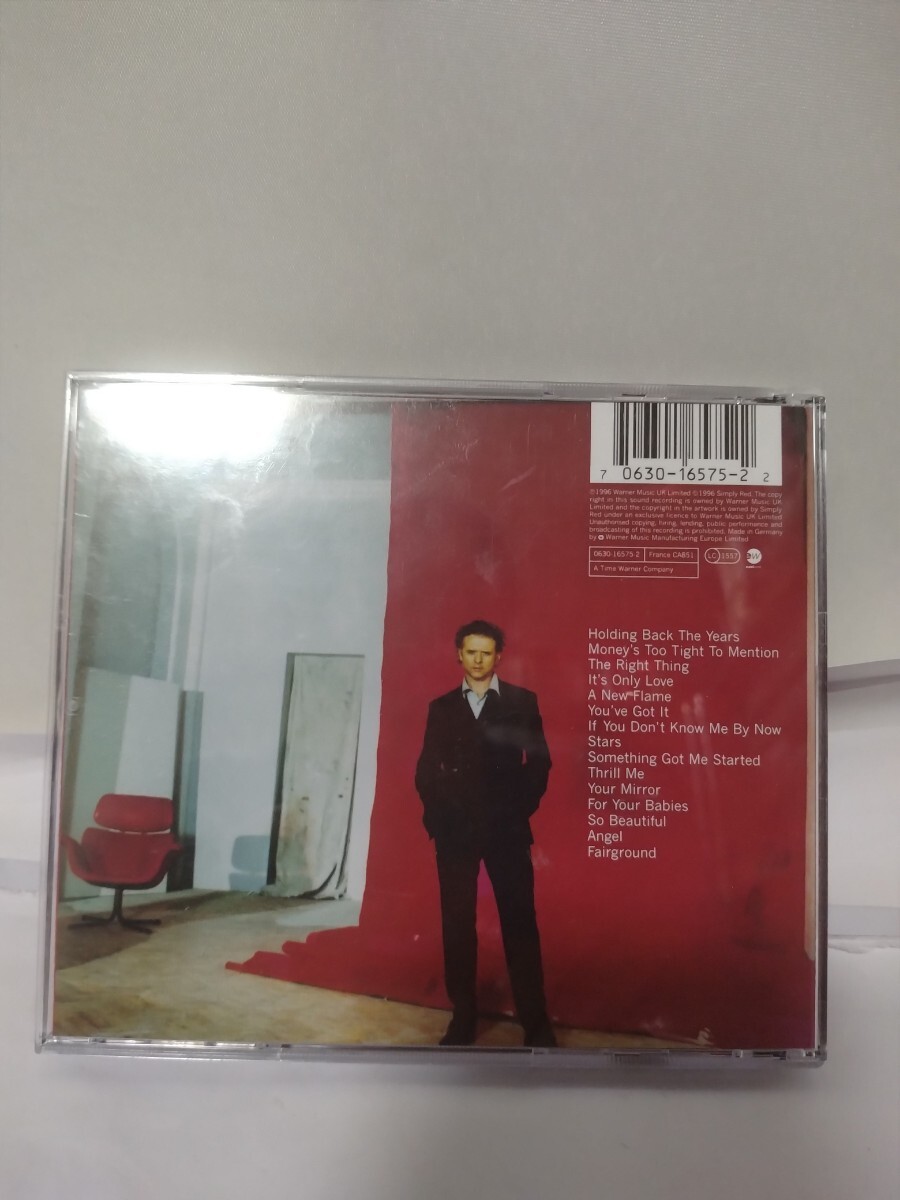 7 0630-16575-2 2
℗1996 Warner Music UK Limited ©1996 Simply Red. The copy
right in this sound recording is owned by Warner Music UK
Limited and the copyright in the artwork is owned by Simply
Red under an exclusive licence to Warner Music UK Limited
Unauthorised copying, hiring, lending, public performance and
broadcasting of this recording is prohibited. Made in Germany
by Warner Music Manufacturing Europe Limited
0630-16575 2 France CA851 LC 1557 ew
A Time Warner Company
Holding Back The Years
Money's Too Tight To Mention
The Right Thing
It's Only Love
A New Flame
You've Got It
If You Don't Know Me By Now
Stars
Something Got Me Started
Thrill Me
Your Mirror
For Your Babies
So Beautiful
Angel
Fairground